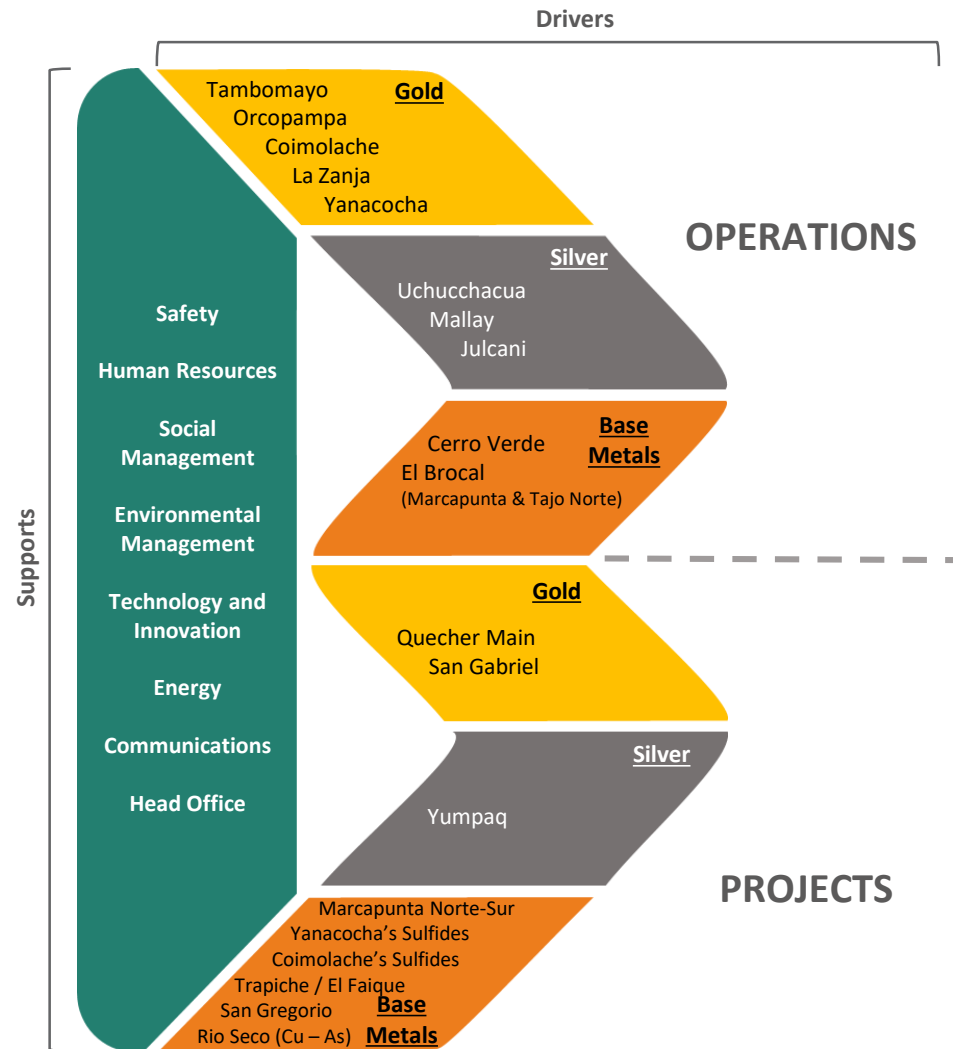 Drivers
Supports
Safety
Human Resources
Social
Management
Environmental
Management
Technology and
Innovation
Energy
Communications
Head Office
OPERATIONS
Gold
Tambomayo
Orcopampa
Coimolache
La Zanja
Yanacocha
Silver
Uchucchacua
Mallay
Julcani
Base
Metals
Cerro Verde
El Brocal
(Marcapunta & Tajo Norte)
PROJECTS
Gold
Quecher Main
San Gabriel
Silver
Yumpaq
Marcapunta Norte-Sur
Yanacocha’s Sulfides
Coimolache’s Sulfides
Trapiche / El Faique
San Gregorio
Rio Seco (Cu – As)
Base
Metals